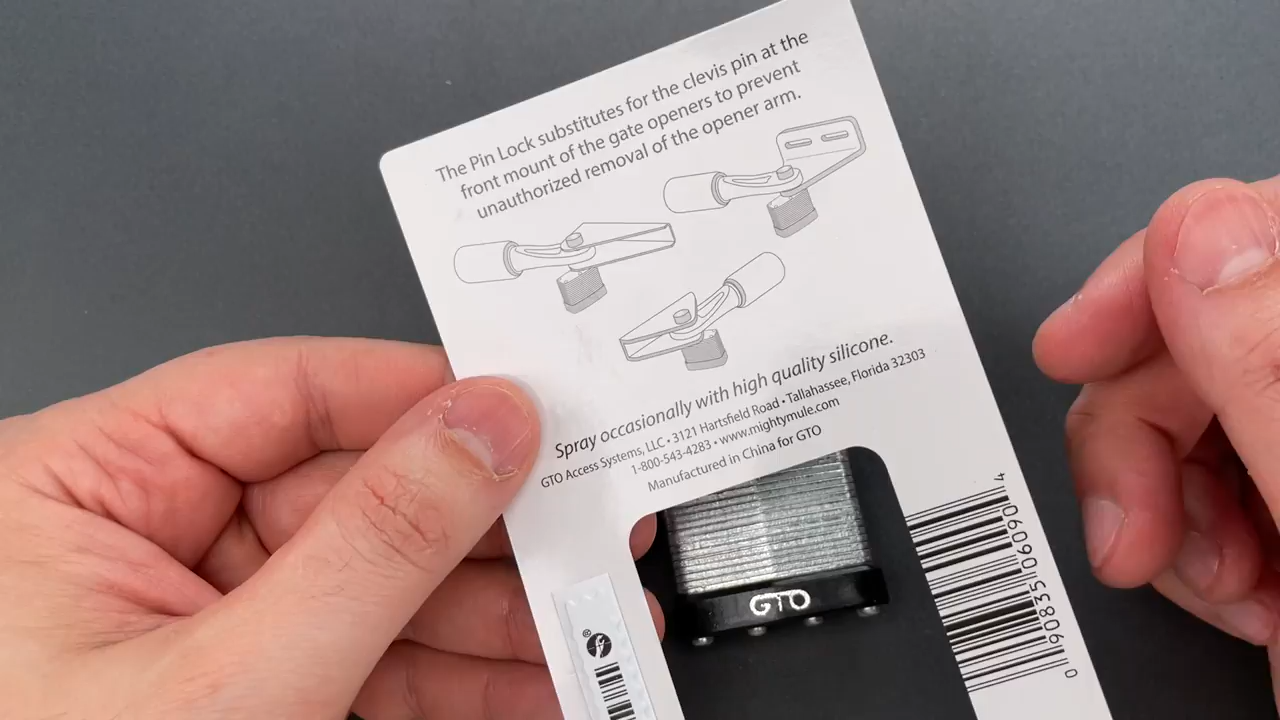 The Pin Lock substitutes for the clevis pin at the
front mount of the gate openers to prevent
unauthorized removal of the opener arm.
Spray occasionally with high quality silicone.
GTO Access Systems, LLC • 3121 Hartsfield Road • Tallahassee, Florida 32303
1-800-543-4283 • www.mightymule.com
Manufactured in China for GTO
GTO
0 90835 06090 4
®